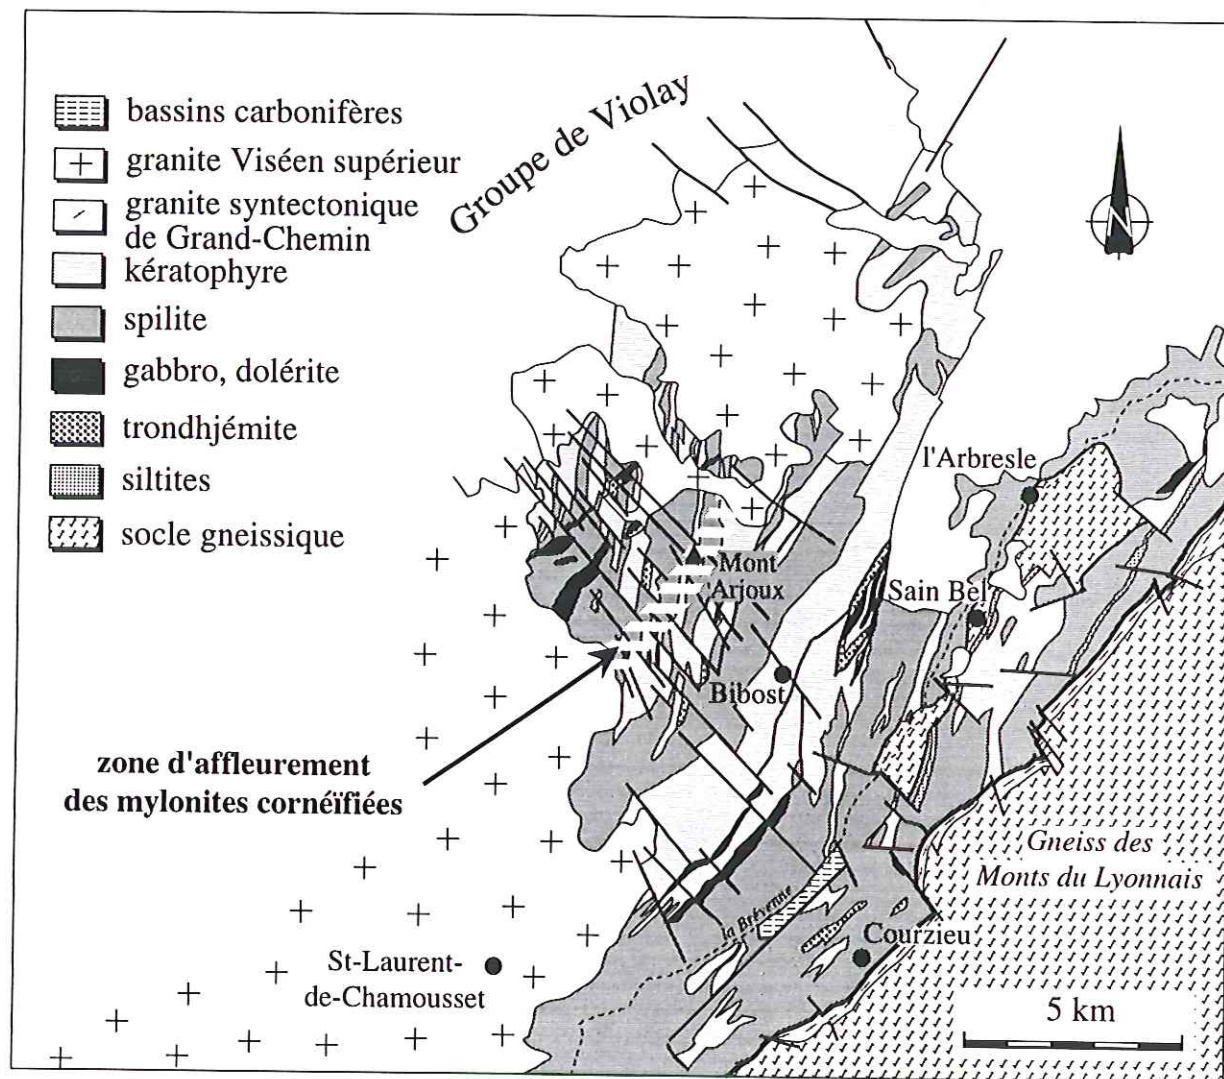 bassins carbonifères
granite Viséen supérieur
granite syntectonique
de Grand-Chemin
kératophyre
spilite
gabbro, dolérite
trondhjémite
siltites
socle gneissique
Groupe de Violay
N
l'Arbresle
Mont
Arjoux
Sain Bel
Bibost
zone d'affleurement
des mylonites cornéïfiées
Gneiss des
Monts du Lyonnais
la Brévenne
Courzieu
St-Laurent-
de-Chamousset
5 km